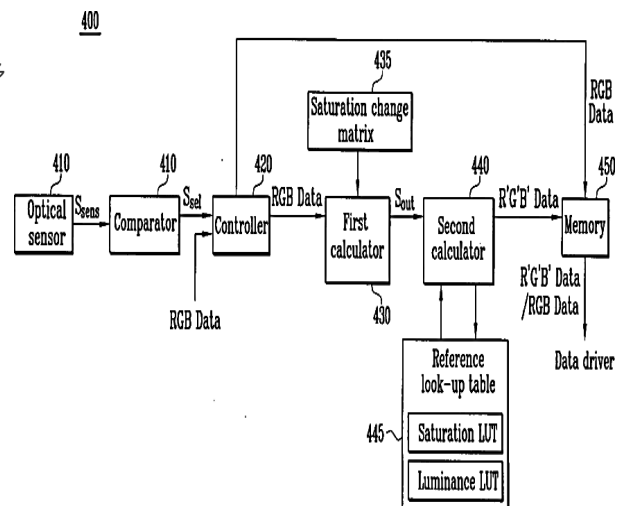 400
435
Saturation change
matrix
RGB
Data
410
410
420
440
450
Optical
sensor
Ssens
Comparator
Ssel
Controller
RGB Data
First
calculator
Sout
Second
calculator
R'G'B' Data
Memory
RGB Data
430
R'G'B' Data
/RGB Data
Data driver
Reference
look-up table
445
Saturation LUT
Luminance LUT